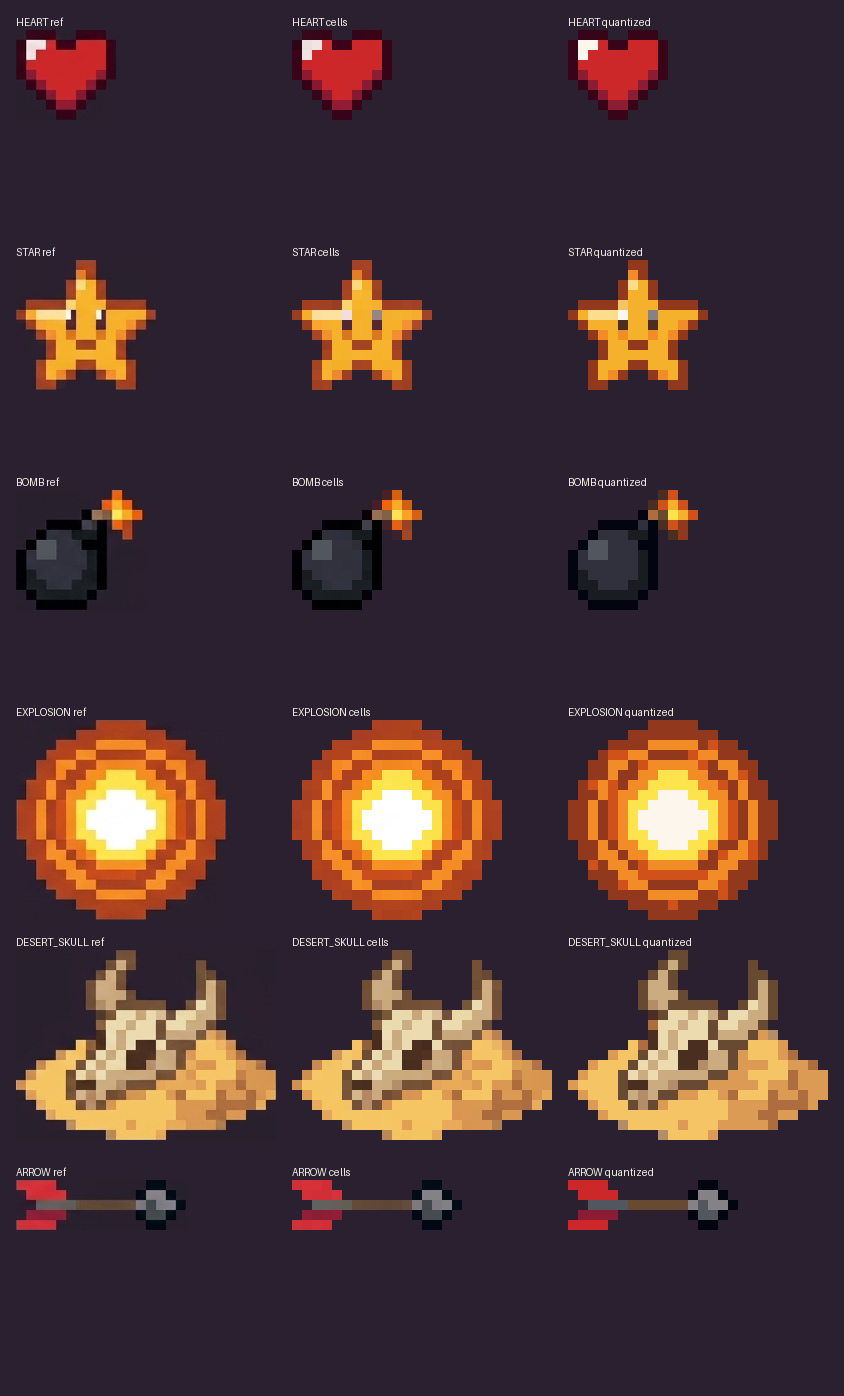 HEART ref
HEART cells
HEART quantized
STAR ref
STAR cells
STAR quantized
BOMB ref
BOMB cells
BOMB quantized
EXPLOSION ref
EXPLOSION cells
EXPLOSION quantized
DESERT_SKULL ref
DESERT_SKULL cells
DESERT_SKULL quantized
ARROW ref
ARROW cells
ARROW quantized